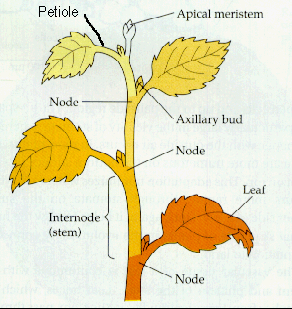 Petiole
Apical meristem
Node
Axillary bud
Node
Leaf
Internode
(stem)
Node